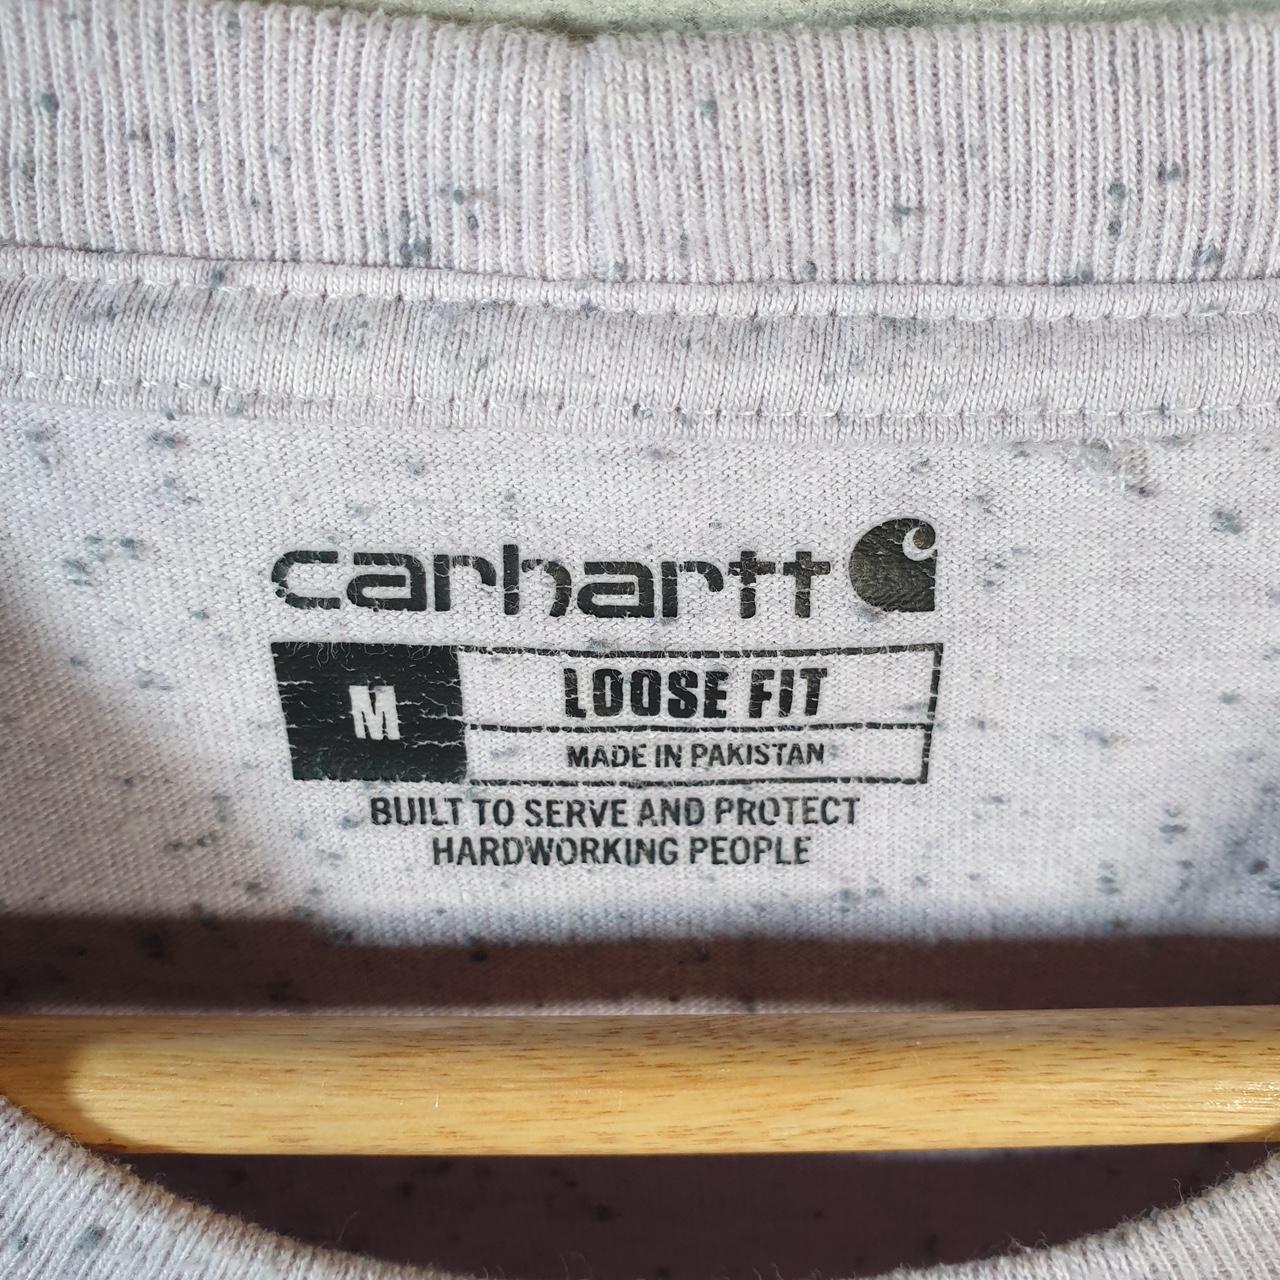 carhartt
M
LOOSE FIT
MADE IN PAKISTAN
BUILT TO SERVE AND PROTECT
HARDWORKING PEOPLE